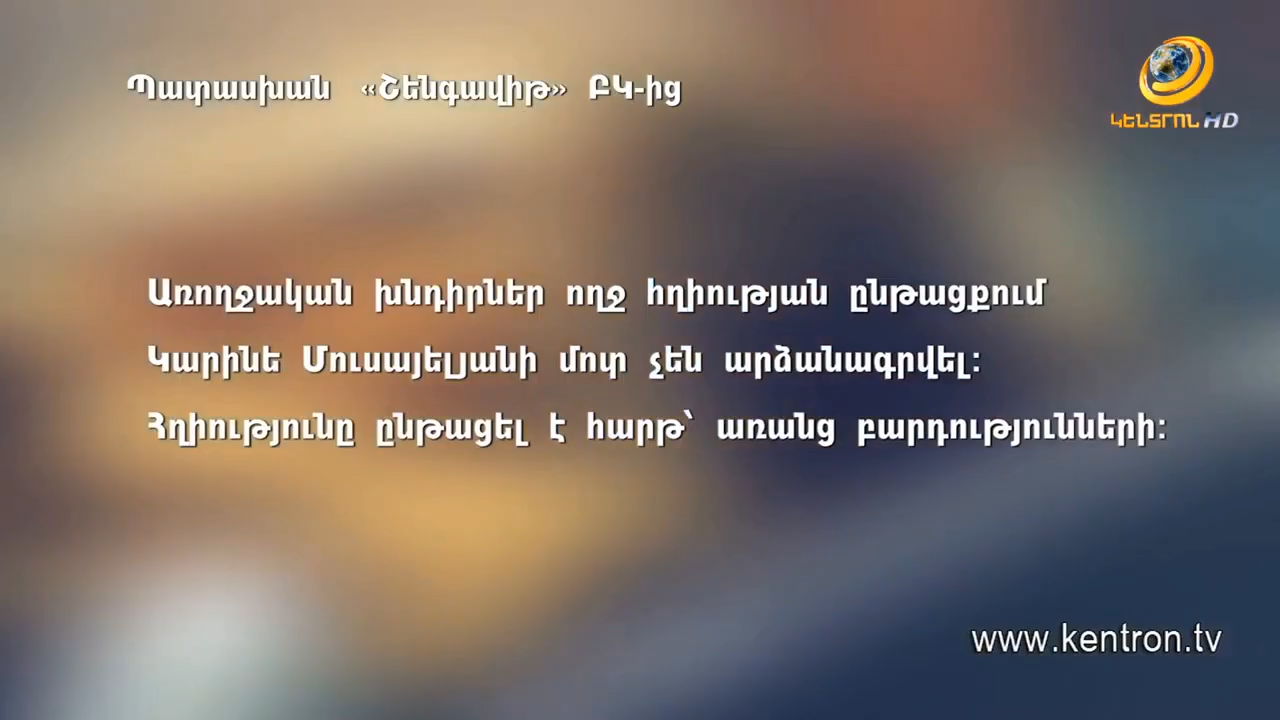 Պատասխան «Շենգավիթ» ԲԿ-ից
ԿԵՆՏՐՈՆ HD
Առողջական խնդիրներ ողջ հղիության ընթացքում
Կարինե Մուսայելյանի մոտ չեն արձանագրվել:
Հղիությունը ընթացել է հարթ՝ առանց բարդությունների:
www.kentron.tv